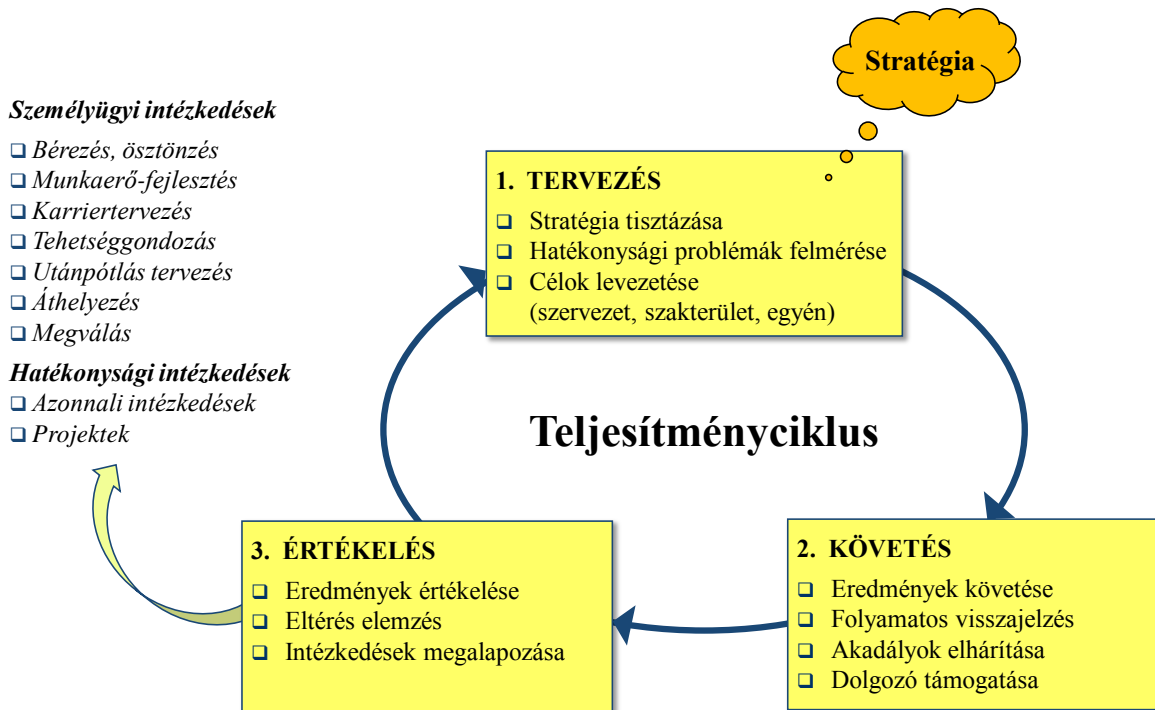 Stratégia
Személyügyi intézkedések
Bérezés, ösztönzés
Munkaerő-fejlesztés
Karriertervezés
Tehetséggondozás
Utánpótlás tervezés
Áthelyezés
Megválás
Hatékonysági intézkedések
Azonnali intézkedések
Projektek
1. TERVEZÉS
Stratégia tisztázása
Hatékonysági problémák felmérése
Célok levezetése
(szervezet, szakterület, egyén)
Teljesítményciklus
3. ÉRTÉKELÉS
Eredmények értékelése
Eltérés elemzés
Intézkedések megalapozása
2. KÖVETÉS
Eredmények követése
Folyamatos visszajelzés
Akadályok elhárítása
Dolgozó támogatása